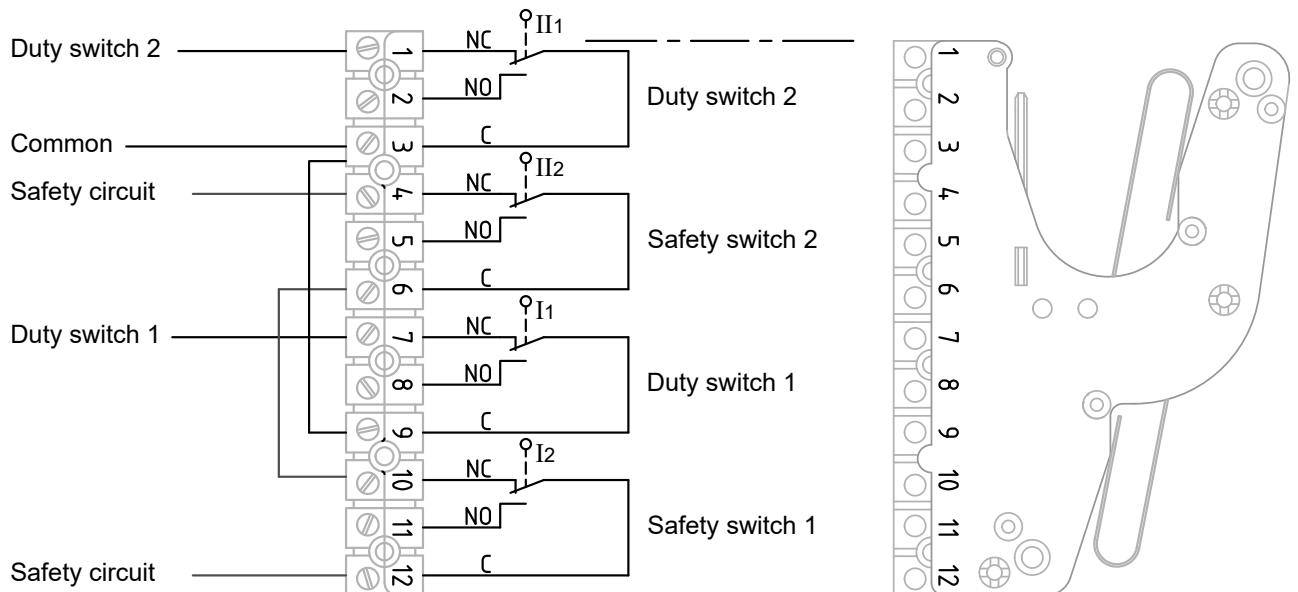 Duty switch 2
Common
Safety circuit
Duty switch 1
Safety circuit
1
2
3
4
5
6
7
8
9
10
11
12
NC
II1
NO
C
Duty switch 2
NC
II2
NO
C
Safety switch 2
NC
I1
NO
C
Duty switch 1
NC
I2
NO
C
Safety switch 1
1
2
3
4
5
6
7
8
9
10
11
12